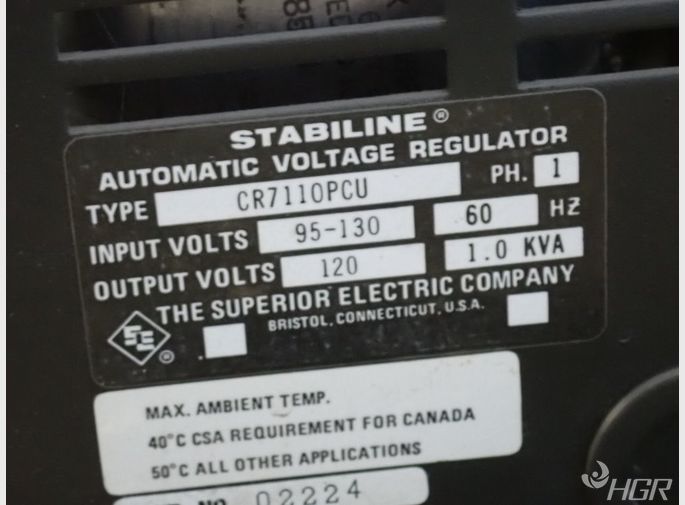 STABILINE®
AUTOMATIC VOLTAGE REGULATOR
TYPE CR7110PCU PH. 1
INPUT VOLTS 95-130 60 HZ
OUTPUT VOLTS 120 1.0 KVA
THE SUPERIOR ELECTRIC COMPANY
BRISTOL, CONNECTICUT, U.S.A.
SE ®
MAX. AMBIENT TEMP.
40°C CSA REQUIREMENT FOR CANADA
50°C ALL OTHER APPLICATIONS
NO 02224
HGR